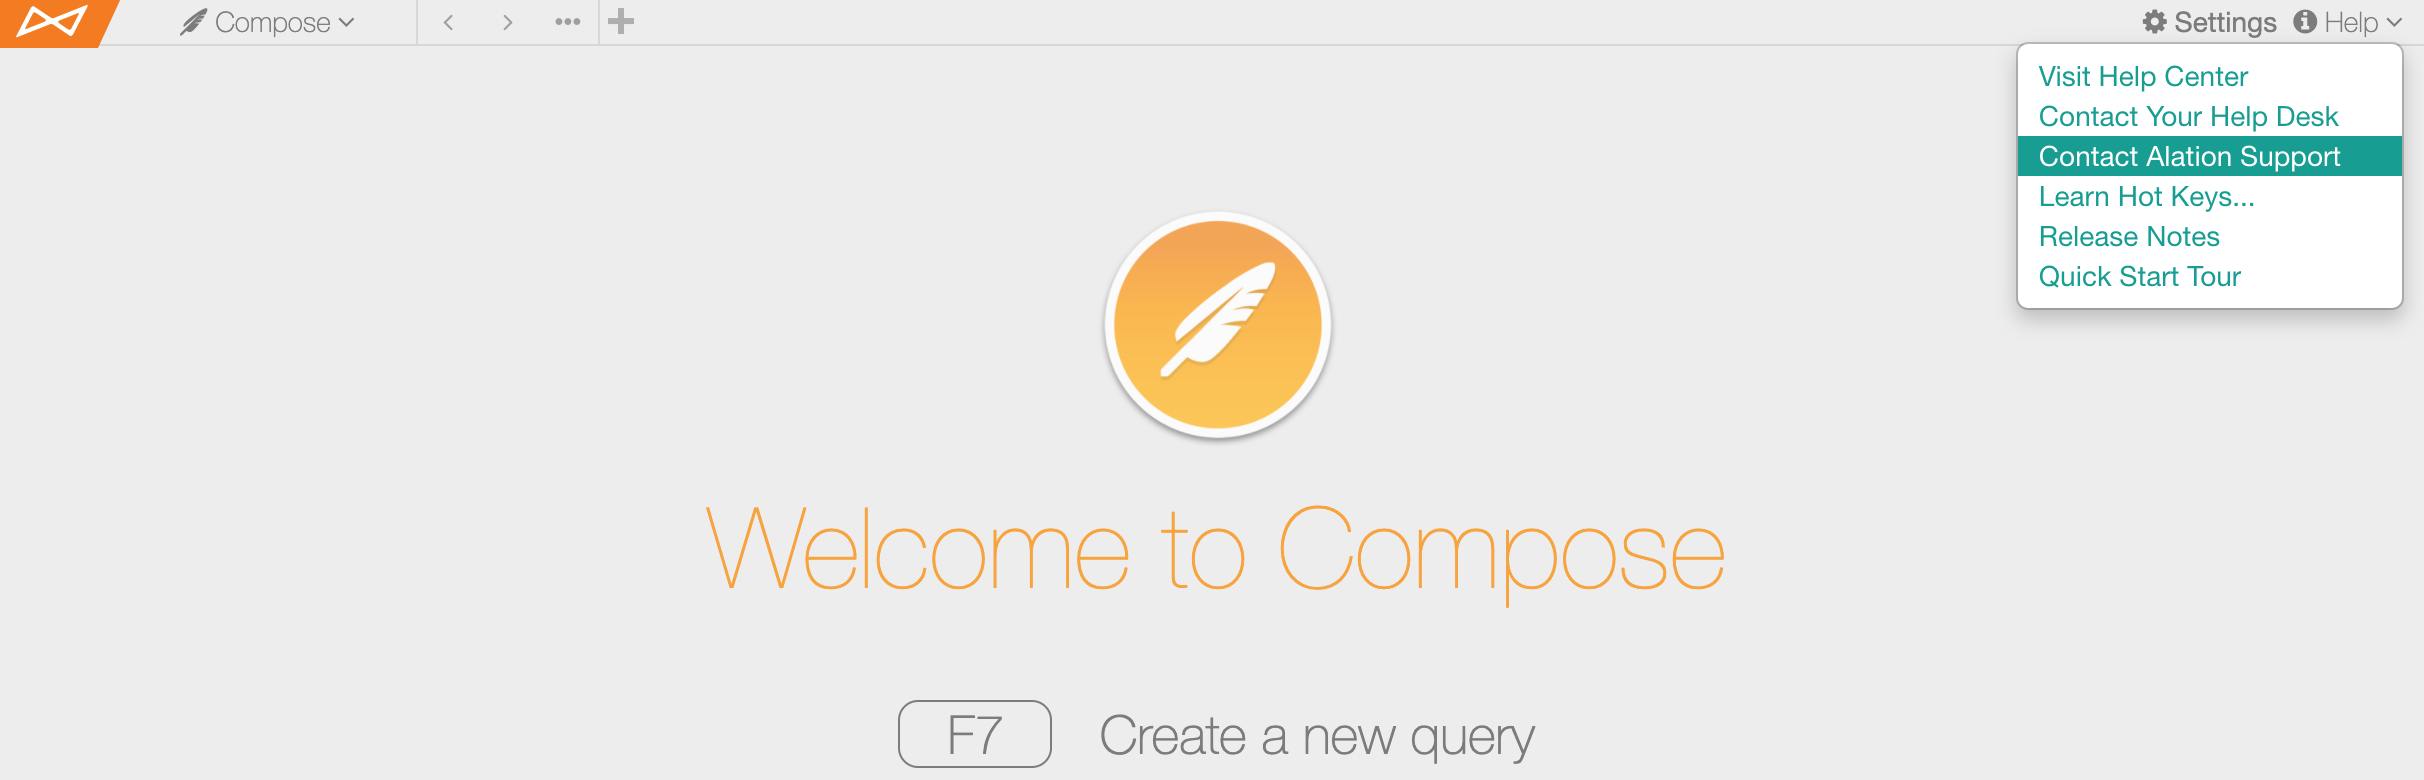 Compose
Settings
Help
Visit Help Center
Contact Your Help Desk
Contact Alation Support
Learn Hot Keys...
Release Notes
Quick Start Tour
Welcome to Compose
F7 Create a new query